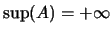 sup(A) = +∞